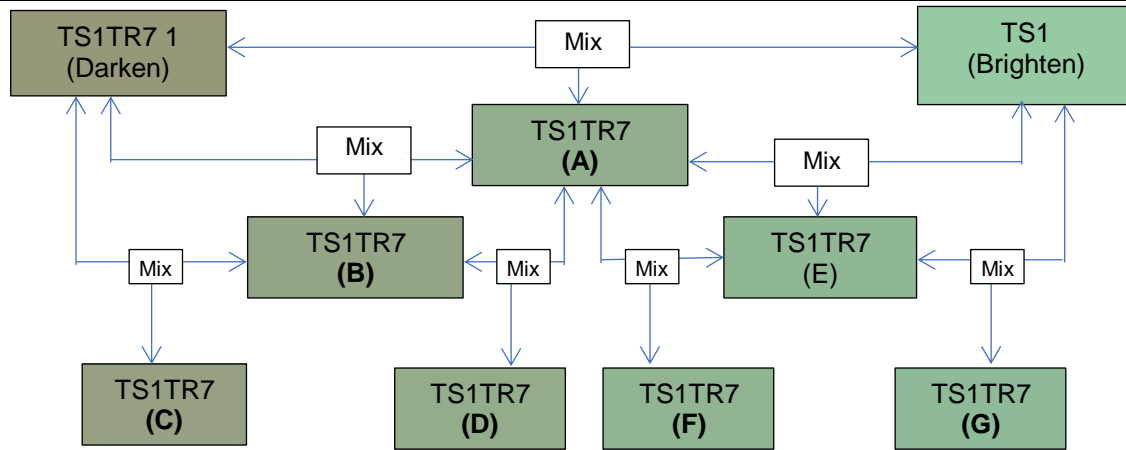 TS1TR7 1
(Darken)
Mix
TS1
(Brighten)
TS1TR7
(A)
Mix
Mix
TS1TR7
(B)
TS1TR7
(E)
Mix
Mix
Mix
Mix
TS1TR7
(C)
TS1TR7
(D)
TS1TR7
(F)
TS1TR7
(G)